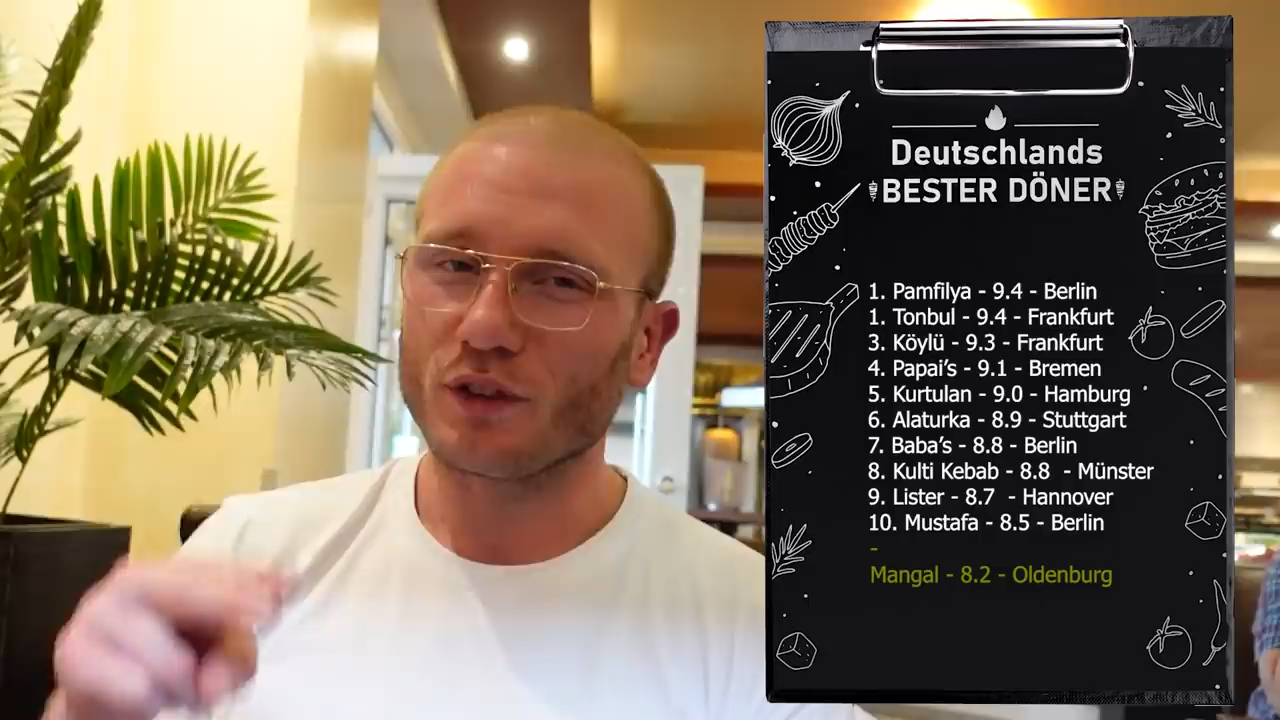 Deutschlands
BESTER DÖNER
1. Pamfilya - 9.4 - Berlin
1. Tonbul - 9.4 - Frankfurt
3. Köylü - 9.3 - Frankfurt
4. Papai's - 9.1 - Bremen
5. Kurtulan - 9.0 - Hamburg
6. Alaturka - 8.9 - Stuttgart
7. Baba's - 8.8 - Berlin
8. Kulti Kebab - 8.8 - Münster
9. Lister - 8.7 - Hannover
10. Mustafa - 8.5 - Berlin
-
Mangal - 8.2 - Oldenburg